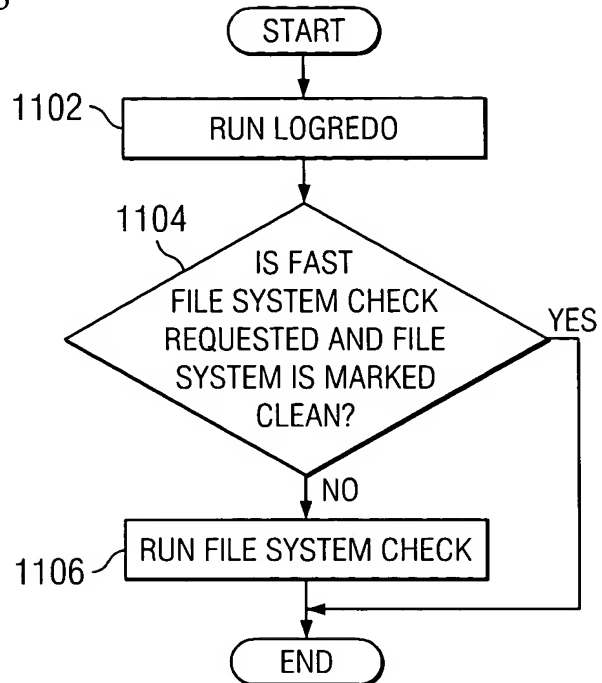 START
1102
RUN LOGREDO
1104
IS FAST
FILE SYSTEM CHECK
REQUESTED AND FILE
SYSTEM IS MARKED
CLEAN?
YES
NO
1106
RUN FILE SYSTEM CHECK
END